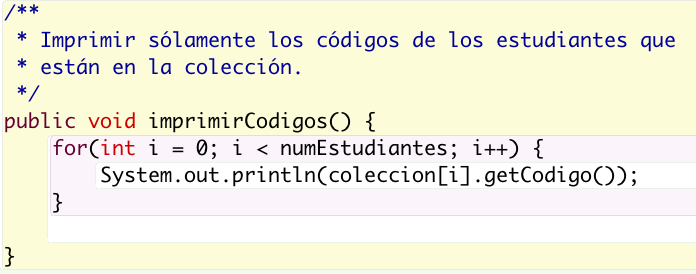 /**
 * Imprimir sólamente los códigos de los estudiantes que
 * están en la colección.
 */
public void imprimirCodigos() {
    for(int i = 0; i < numEstudiantes; i++) {
        System.out.println(coleccion[i].getCodigo());
    }
}